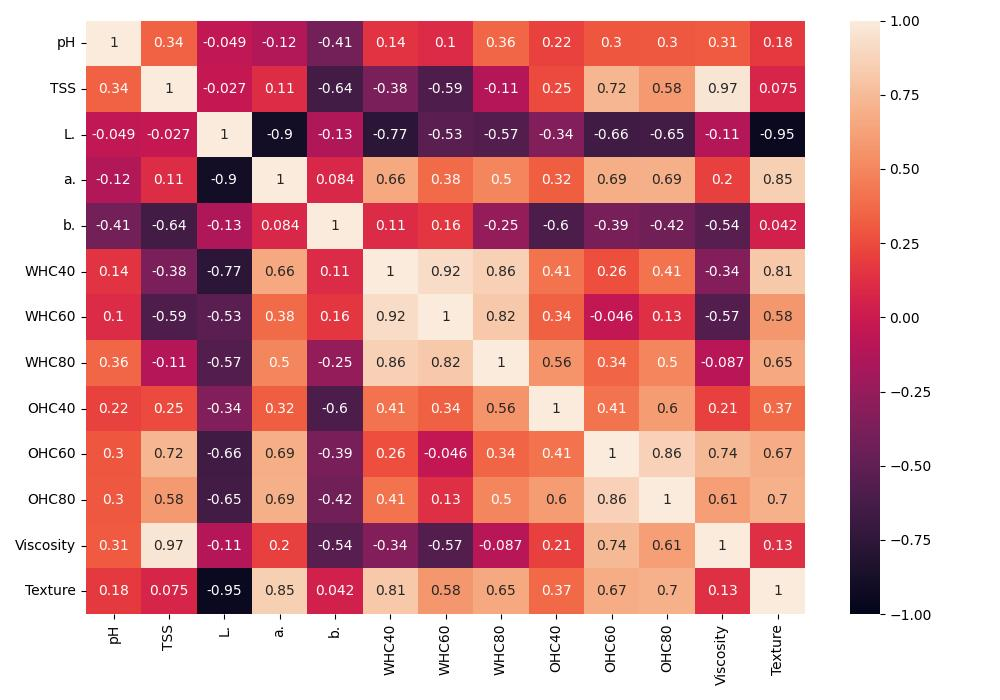 pH 1 0.34 -0.049 -0.12 -0.41 0.14 0.1 0.36 0.22 0.3 0.3 0.31 0.18
TSS 0.34 1 -0.027 0.11 -0.64 -0.38 -0.59 -0.11 0.25 0.72 0.58 0.97 0.075
L. -0.049 -0.027 1 -0.9 -0.13 -0.77 -0.53 -0.57 -0.34 -0.66 -0.65 -0.11 -0.95
a. -0.12 0.11 -0.9 1 0.084 0.66 0.38 0.5 0.32 0.69 0.69 0.2 0.85
b. -0.41 -0.64 -0.13 0.084 1 0.11 0.16 -0.25 -0.6 -0.39 -0.42 -0.54 0.042
WHC40 0.14 -0.38 -0.77 0.66 0.11 1 0.92 0.86 0.41 0.26 0.41 -0.34 0.81
WHC60 0.1 -0.59 -0.53 0.38 0.16 0.92 1 0.82 0.34 -0.046 0.13 -0.57 0.58
WHC80 0.36 -0.11 -0.57 0.5 -0.25 0.86 0.82 1 0.56 0.34 0.5 -0.087 0.65
OHC40 0.22 0.25 -0.34 0.32 -0.6 0.41 0.34 0.56 1 0.41 0.6 0.21 0.37
OHC60 0.3 0.72 -0.66 0.69 -0.39 0.26 -0.046 0.34 0.41 1 0.86 0.74 0.67
OHC80 0.3 0.58 -0.65 0.69 -0.42 0.41 0.13 0.5 0.6 0.86 1 0.61 0.7
Viscosity 0.31 0.97 -0.11 0.2 -0.54 -0.34 -0.57 -0.087 0.21 0.74 0.61 1 0.13
Texture 0.18 0.075 -0.95 0.85 0.042 0.81 0.58 0.65 0.37 0.67 0.7 0.13 1
pH TSS L. a. b. WHC40 WHC60 WHC80 OHC40 OHC60 OHC80 Viscosity Texture
1.00
0.75
0.50
0.25
0.00
−0.25
−0.50
−0.75
−1.00